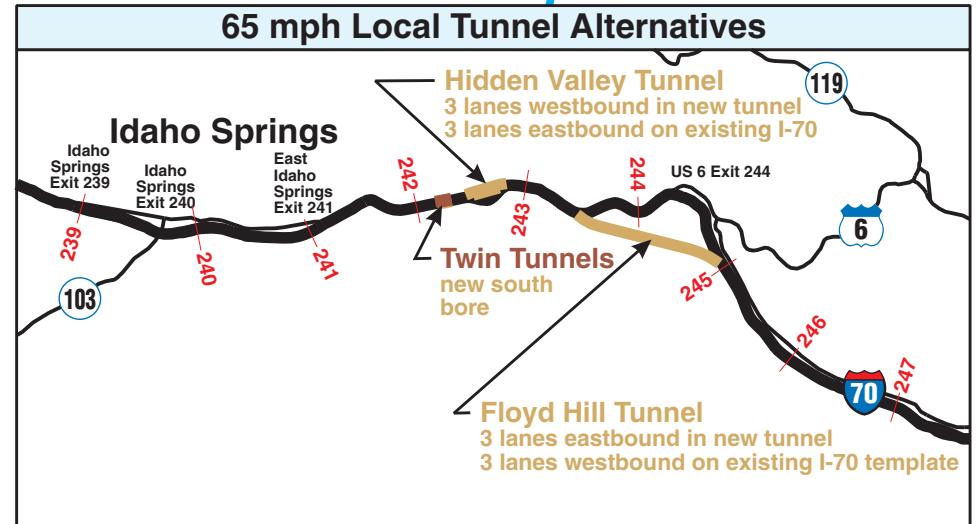 65 mph Local Tunnel Alternatives
119
Hidden Valley Tunnel
3 lanes westbound in new tunnel
3 lanes eastbound on existing I-70
Idaho Springs
Idaho
Springs
Exit 239
Idaho
Springs
Exit 240
East
Idaho
Springs
Exit 241
242
243
244
US 6 Exit 244
6
239
240
241
103
Twin Tunnels
new south
bore
245
246
247
70
Floyd Hill Tunnel
3 lanes eastbound in new tunnel
3 lanes westbound on existing I-70 template